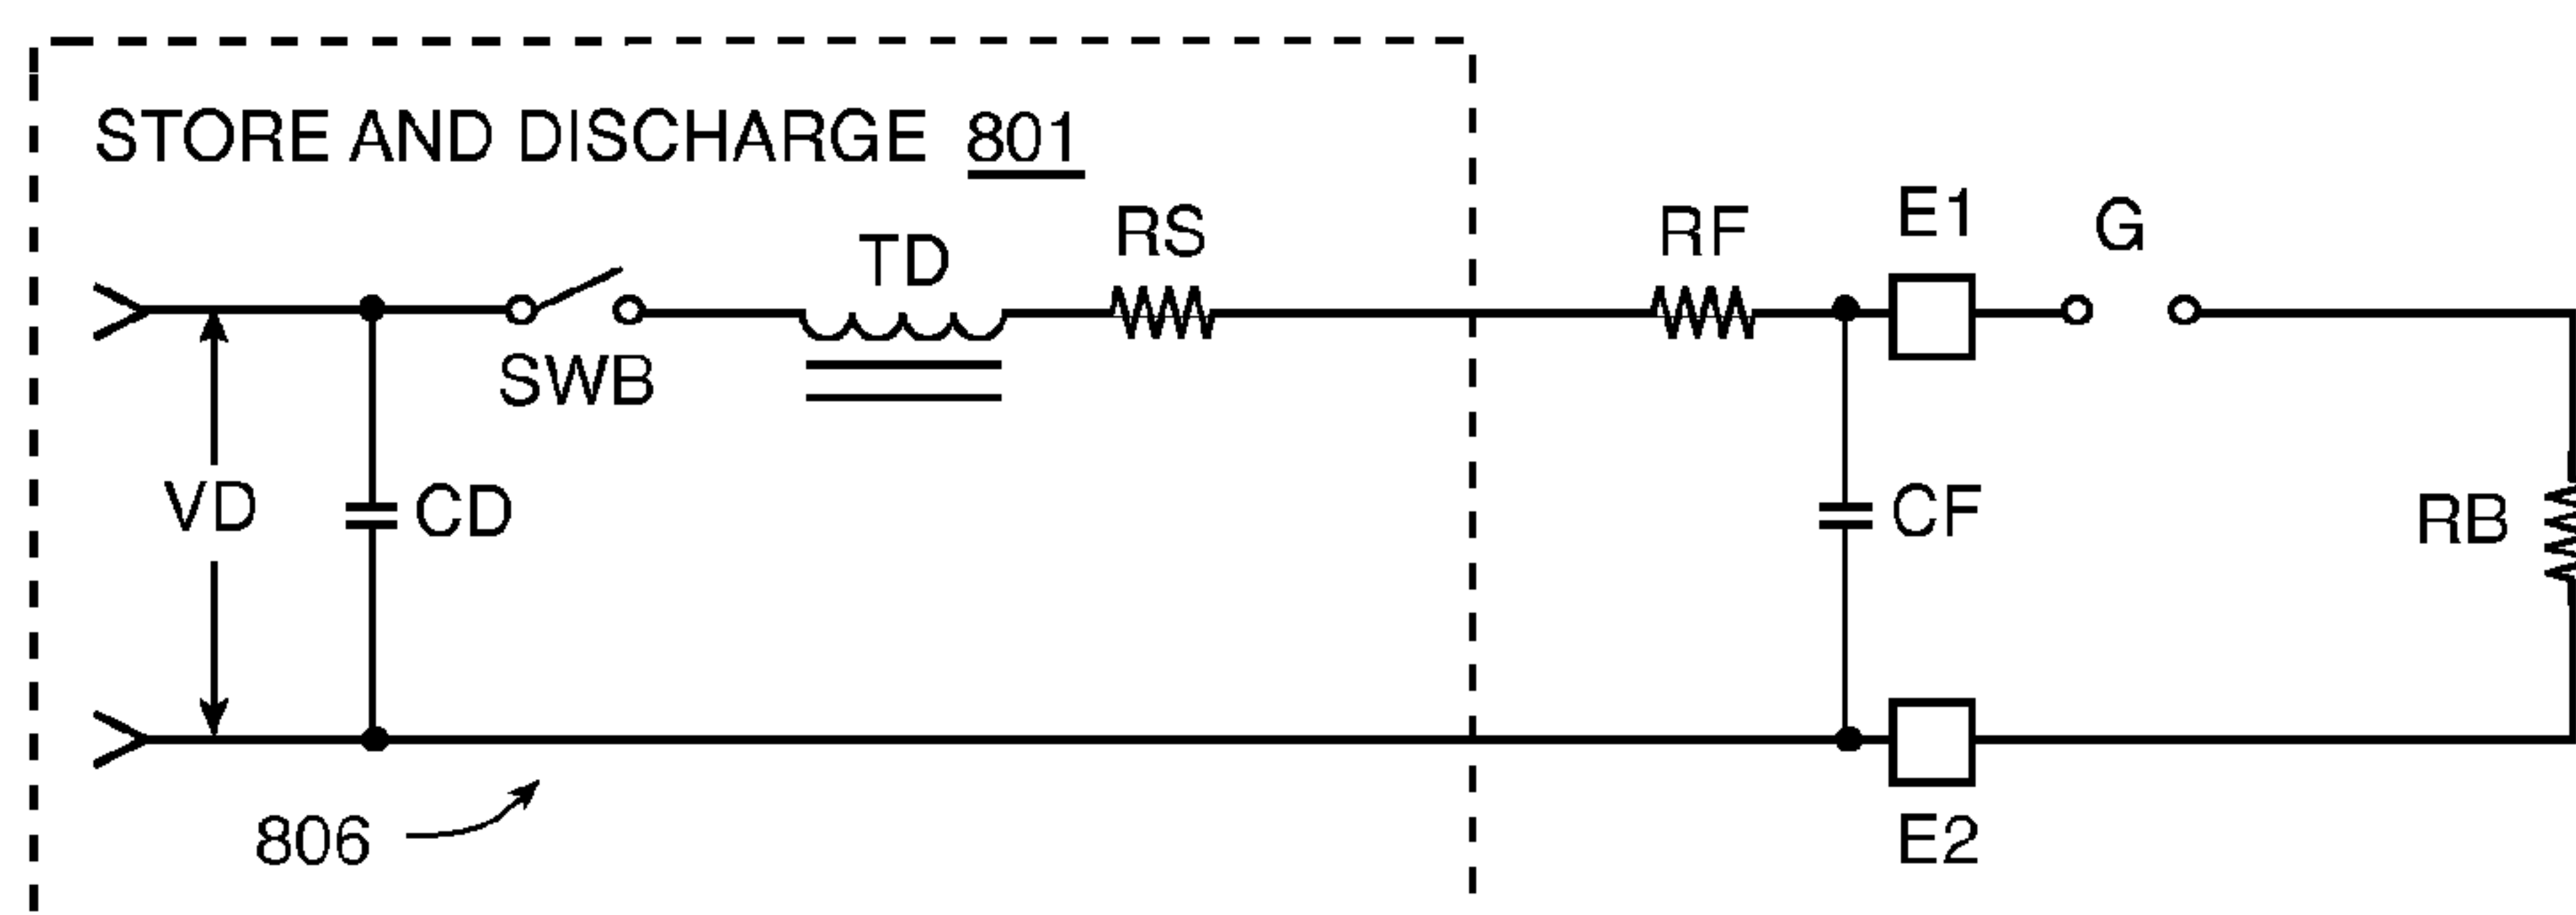 STORE AND DISCHARGE 801
RS
RF
E1
G
TD
SWB
VD
CD
CF
RB
806
E2